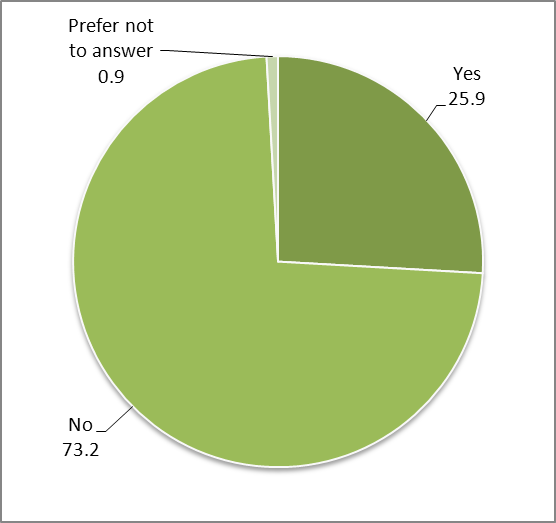 Prefer not
to answer
0.9
Yes
25.9
No
73.2